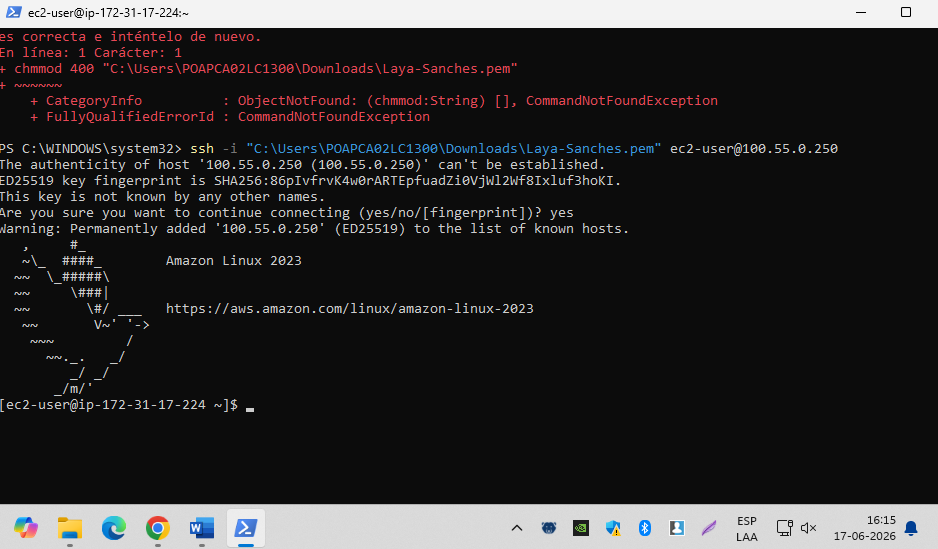 ec2-user@ip-172-31-17-224:~
es correcta e inténtelo de nuevo.
En línea: 1 Carácter: 1
+ chmmod 400 "C:\Users\POAPCA02LC1300\Downloads\Laya-Sanches.pem"
+ ~~~~~~
    + CategoryInfo          : ObjectNotFound: (chmmod:String) [], CommandNotFoundException
    + FullyQualifiedErrorId : CommandNotFoundException
PS C:\WINDOWS\system32> ssh -i "C:\Users\POAPCA02LC1300\Downloads\Laya-Sanches.pem" ec2-user@100.55.0.250
The authenticity of host '100.55.0.250 (100.55.0.250)' can't be established.
ED25519 key fingerprint is SHA256:86pIvfrvK4w0rARTEpfuadZi0VjWl2Wf8Ixluf3hoKI.
This key is not known by any other names.
Are you sure you want to continue connecting (yes/no/[fingerprint])? yes
Warning: Permanently added '100.55.0.250' (ED25519) to the list of known hosts.
   ,     #_
   ~\_  ####_        Amazon Linux 2023
  ~~  \_#####\
  ~~     \###|
  ~~       \#/ ___   https://aws.amazon.com/linux/amazon-linux-2023
   ~~       V~' '->
    ~~~         /
      ~~._.   _/
         _/ _/
       _/m/'
[ec2-user@ip-172-31-17-224 ~]$
ESP
LAA
16:15
17-06-2026